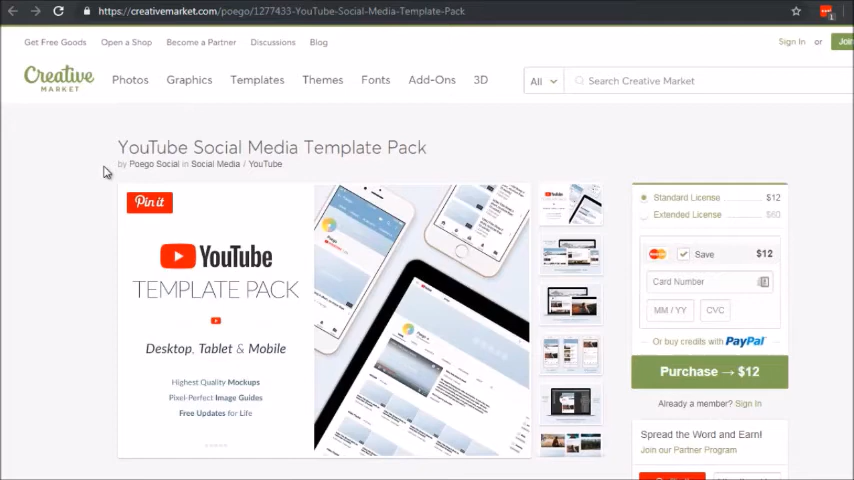 https://creativemarket.com/poego/1277433-YouTube-Social-Media-Template-Pack
Get Free Goods Open a Shop Become a Partner Discussions Blog Sign In or Join
Creative MARKET
Photos Graphics Templates Themes Fonts Add-Ons 3D
All Search Creative Market
YouTube Social Media Template Pack
by Poego Social in Social Media / YouTube
Pin it
YouTube
TEMPLATE PACK
Desktop, Tablet & Mobile
Highest Quality Mockups
Pixel-Perfect Image Guides
Free Updates for Life
Standard License $12
Extended License $60
Save $12
Card Number
MM / YY CVC
Or buy credits with PayPal
Purchase → $12
Already a member? Sign In
Spread the Word and Earn!
Join our Partner Program